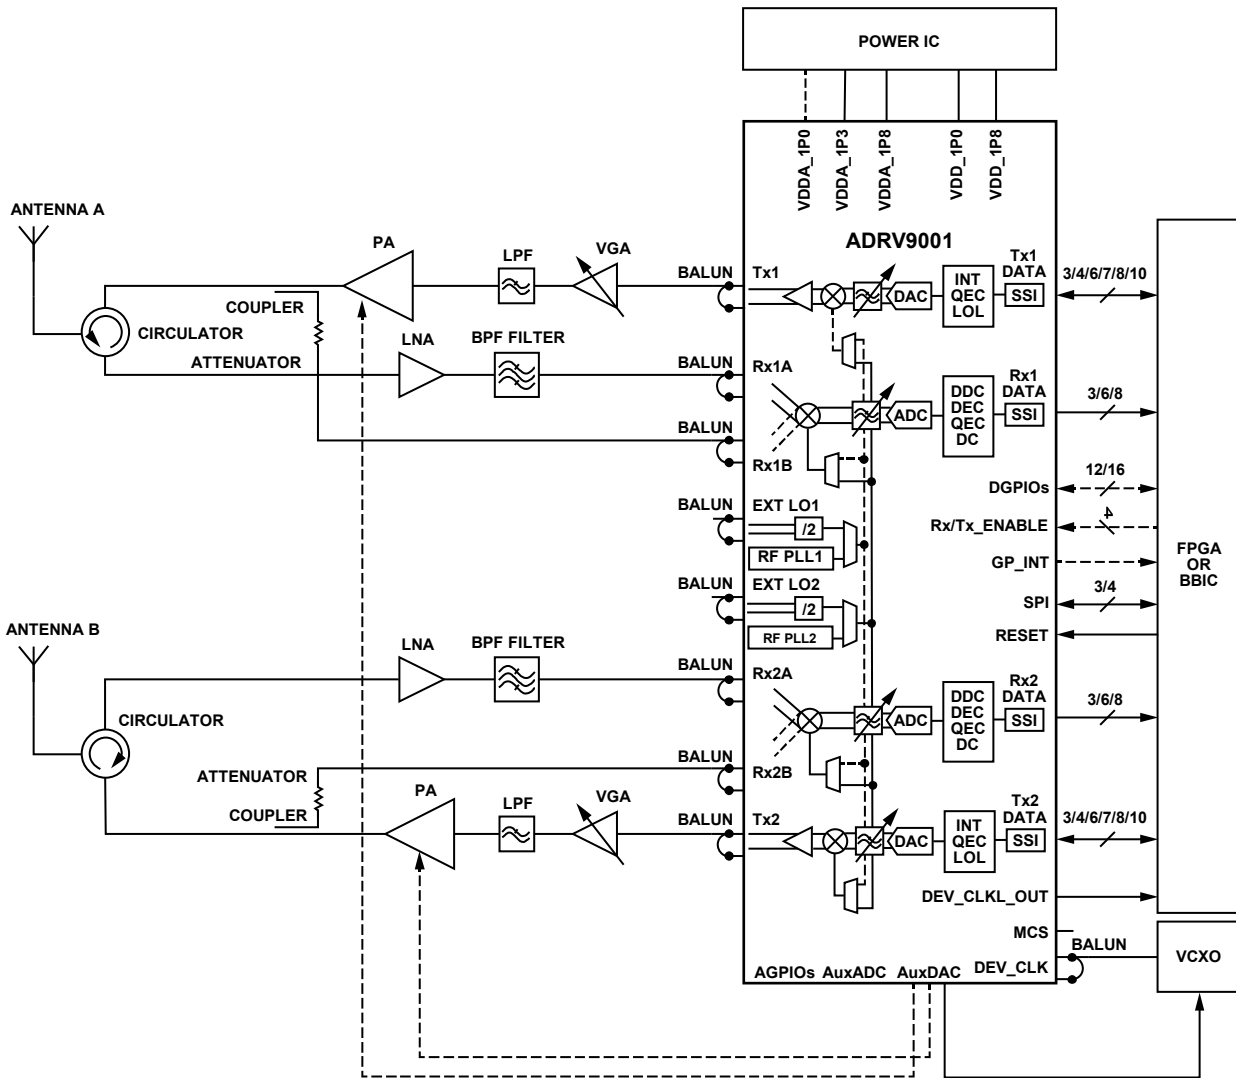 POWER IC
VDDA_1P0
VDDA_1P3
VDDA_1P8
VDD_1P0
VDD_1P8
ADRV9001
ANTENNA A
PA
LPF
VGA
BALUN
Tx1
DAC
INT
QEC
LOL
Tx1
DATA
SSI
3/4/6/7/8/10
COUPLER
CIRCULATOR
ATTENUATOR
LNA
BPF FILTER
BALUN
Rx1A
ADC
DDC
DEC
QEC
DC
Rx1
DATA
SSI
3/6/8
BALUN
Rx1B
DGPIOs
12/16
BALUN
EXT LO1
/2
RF PLL1
Rx/Tx_ENABLE
4
GP_INT
FPGA
OR
BBIC
BALUN
EXT LO2
/2
RF PLL2
SPI
3/4
RESET
ANTENNA B
LNA
BPF FILTER
BALUN
Rx2A
ADC
DDC
DEC
QEC
DC
Rx2
DATA
SSI
3/6/8
CIRCULATOR
ATTENUATOR
COUPLER
BALUN
Rx2B
PA
LPF
VGA
BALUN
Tx2
DAC
INT
QEC
LOL
Tx2
DATA
SSI
3/4/6/7/8/10
DEV_CLKL_OUT
MCS
BALUN
DEV_CLK
VCXO
AGPIOs AuxADC AuxDAC